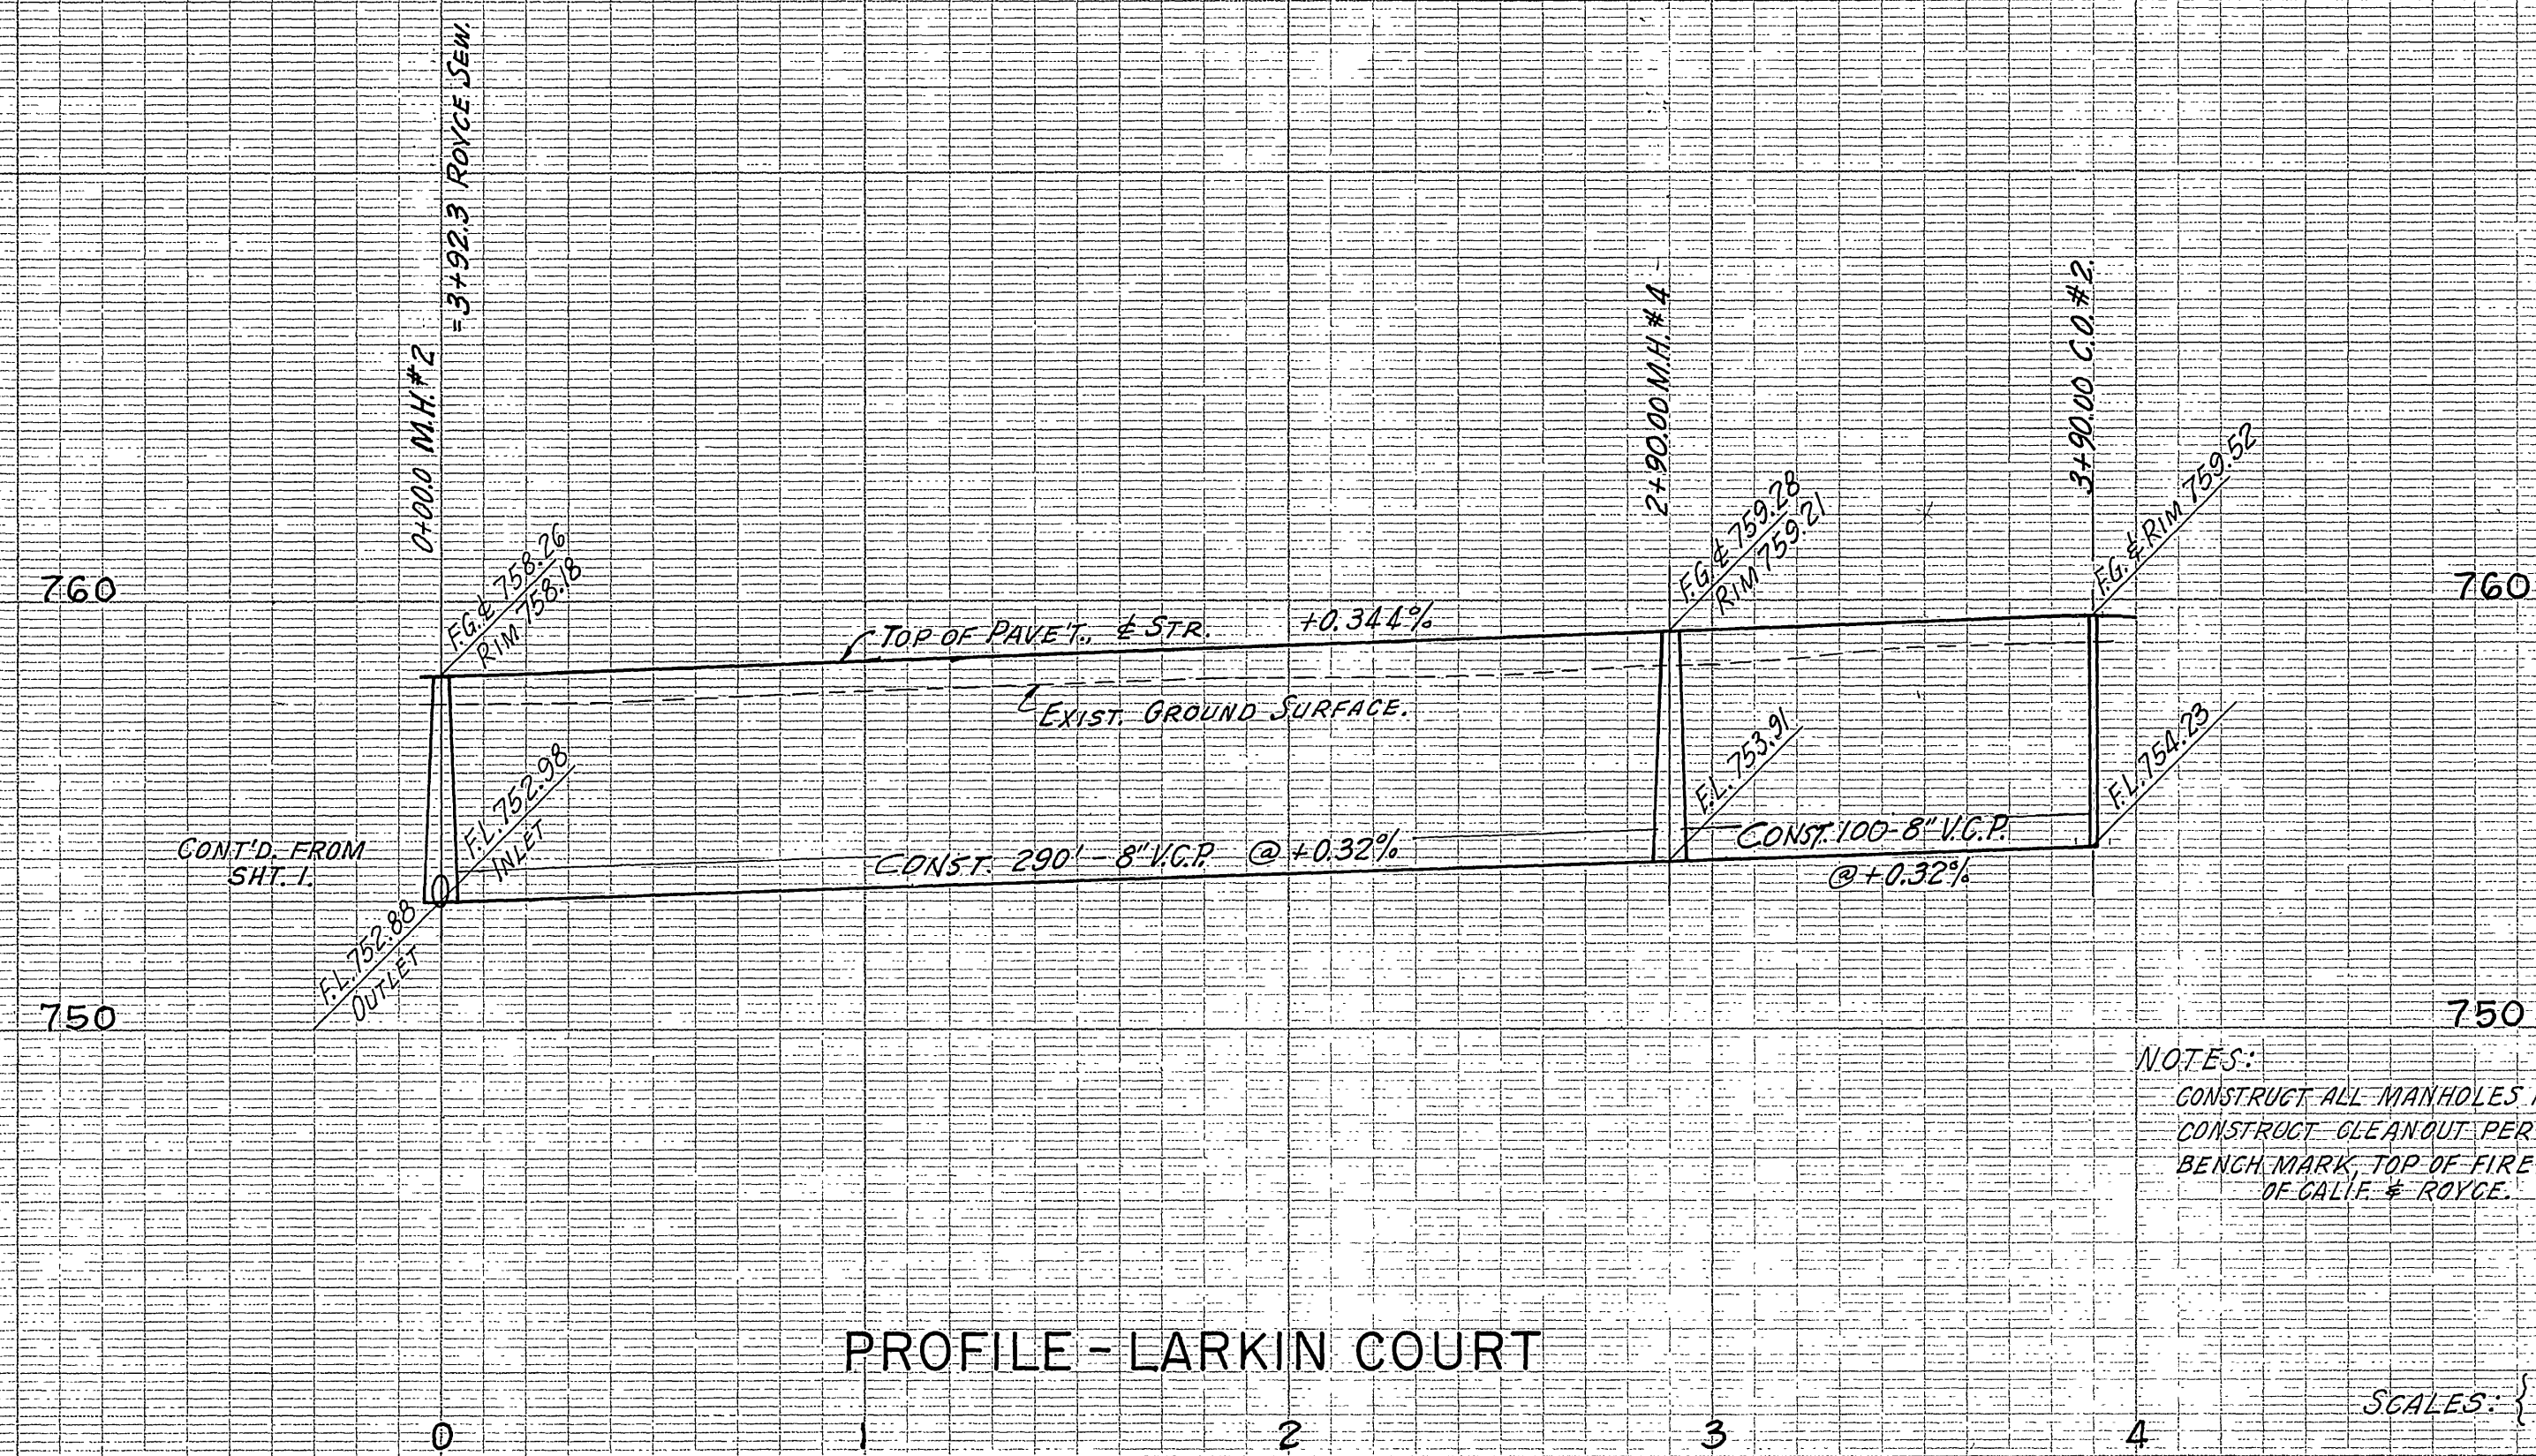 = 3+92.3 ROYCE SEW.
0+00.0 M.H.#2
2+90.00 M.H.#4
3+90.00 C.O.#2.
760
F.G. ℄ 758.26
RIM 758.18
TOP OF PAVE'T., ℄ STR.
+0.344%
F.G. ℄ 759.28
RIM 759.21
F.G. & RIM 759.52
760
EXIST. GROUND SURFACE.
CONT'D. FROM
SHT. 1.
F.L. 752.98
INLET
CONST. 290' - 8" V.C.P. @ +0.32%
F.L. 753.91
CONST. 100-8" V.C.P.
@ +0.32%
F.L. 754.23
F.L. 752.88
OUTLET
750
750
NOTES:
CONSTRUCT ALL MANHOLES
CONSTRUCT CLEANOUT PER
BENCH MARK, TOP OF FIRE
OF CALIF. & ROYCE.
PROFILE - LARKIN COURT
SCALES: {
0 1 2 3 4